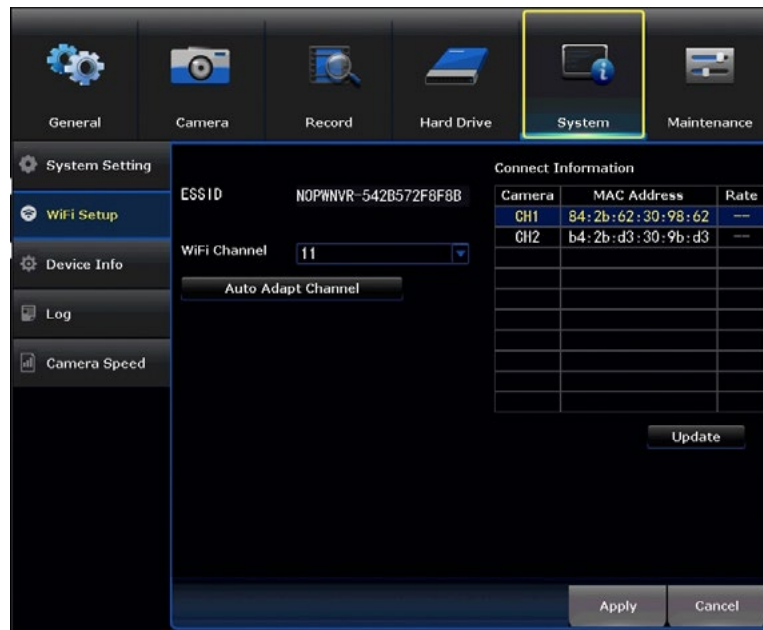 General Camera Record Hard Drive System Maintenance
System Setting
WiFi Setup
Device Info
Log
Camera Speed
ESSID NOPWNVR-542B572F8F8B
WiFi Channel 11
Auto Adapt Channel
Connect Information
Camera MAC Address Rate
CH1 84:2b:62:30:98:62 --
CH2 b4:2b:d3:30:9b:d3 --
Update
Apply Cancel